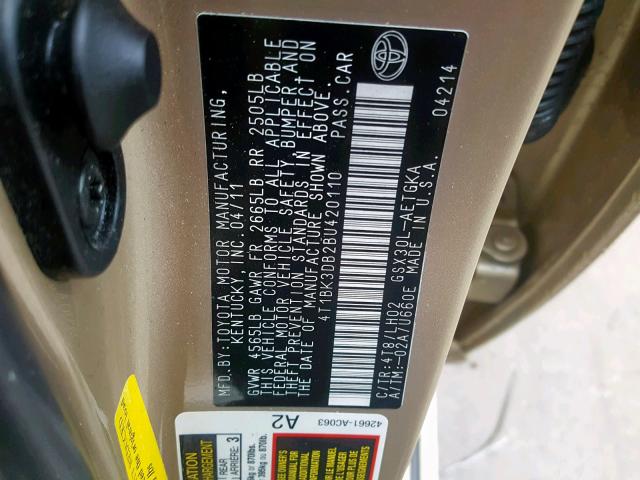 MFD.BY:TOYOTA MOTOR MANUFACTURING,
KENTUCKY, INC. 04/11
GVWR 4565LB GAWR FR 2665LB RR 2505LB
THIS VEHICLE CONFORMS TO ALL APPLICABLE
FEDERAL MOTOR VEHICLE SAFETY, BUMPER AND
THEFT PREVENTION STANDARDS IN EFFECT ON
THE DATE OF MANUFACTURE SHOWN ABOVE.
4T1BK3DB2BU420110 PASS.CAR
C/TR:4T8/LH02 GSX30L-AETGKA
A/TM:-02A/U660E MADE IN U.S.A.
04214
A2 42661-AC063
3